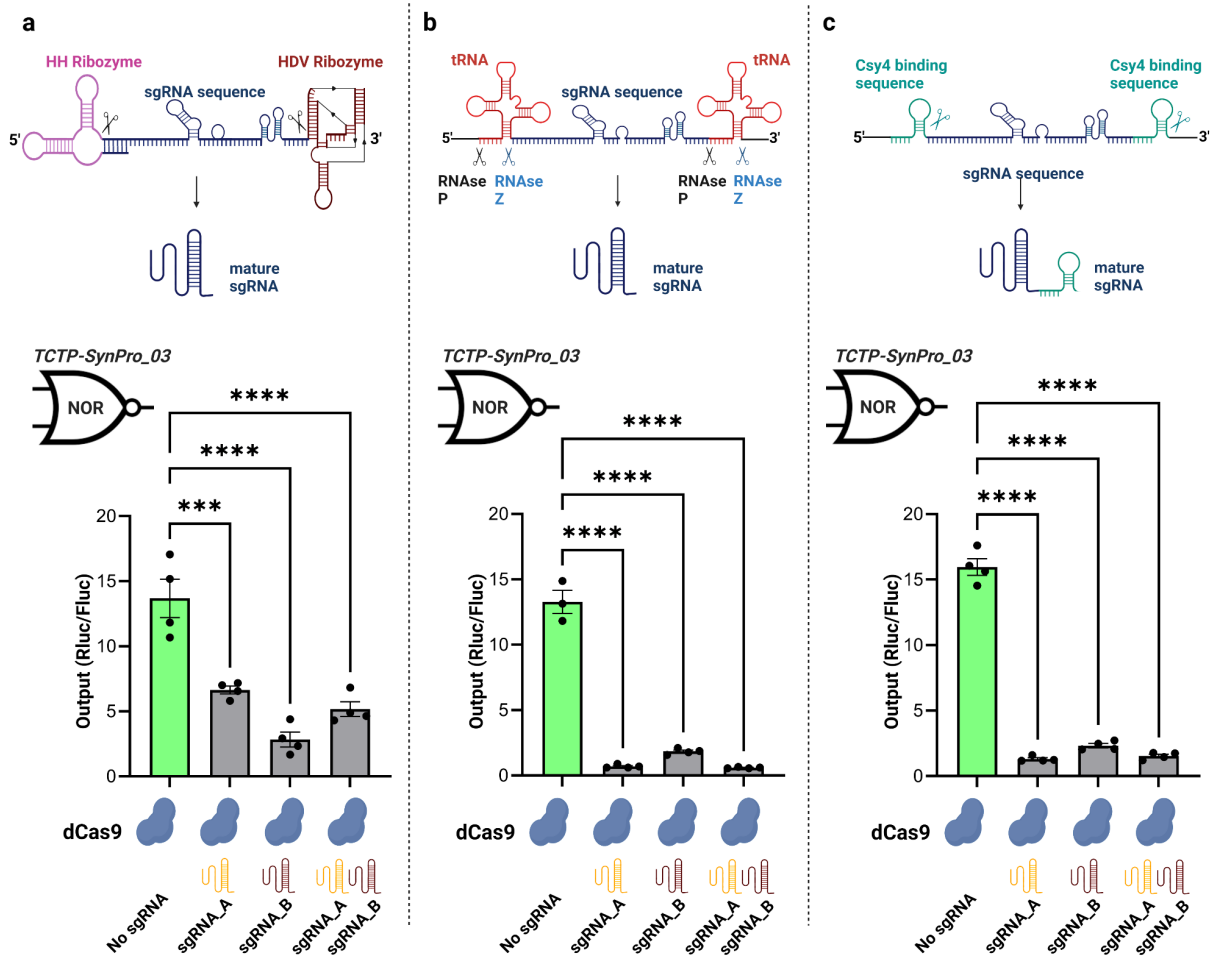 a
HH Ribozyme
HDV Ribozyme
sgRNA sequence
5'
3'
mature
sgRNA
TCTP-SynPro_03
NOR
****
****
***
20
15
10
5
0
Output (Rluc/Fluc)
dCas9
No sgRNA
sgRNA_A
sgRNA_B
sgRNA_A
sgRNA_B
b
tRNA
tRNA
sgRNA sequence
5'
3'
RNAse
P
RNAse
Z
RNAse
P
RNAse
Z
mature
sgRNA
TCTP-SynPro_03
NOR
****
****
****
20
15
10
5
0
Output (Rluc/Fluc)
dCas9
No sgRNA
sgRNA_A
sgRNA_B
sgRNA_A
sgRNA_B
c
Csy4 binding
sequence
Csy4 binding
sequence
5'
3'
sgRNA sequence
mature
sgRNA
TCTP-SynPro_03
NOR
****
****
****
20
15
10
5
0
Output (Rluc/Fluc)
dCas9
No sgRNA
sgRNA_A
sgRNA_B
sgRNA_A
sgRNA_B